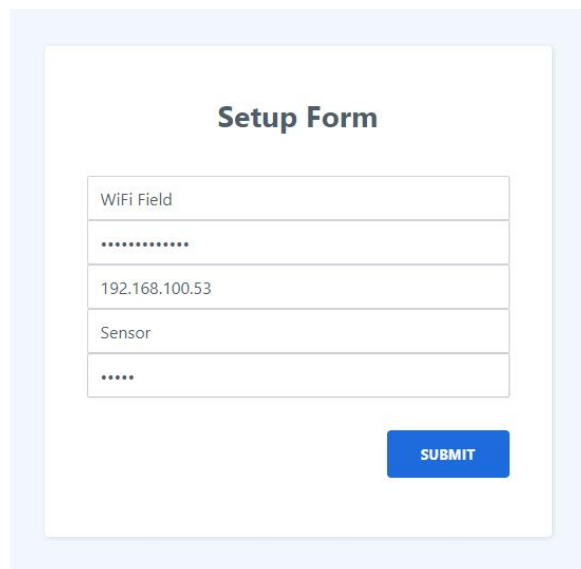 Setup Form
WiFi Field
•••••••••••••
192.168.100.53
Sensor
•••••
SUBMIT